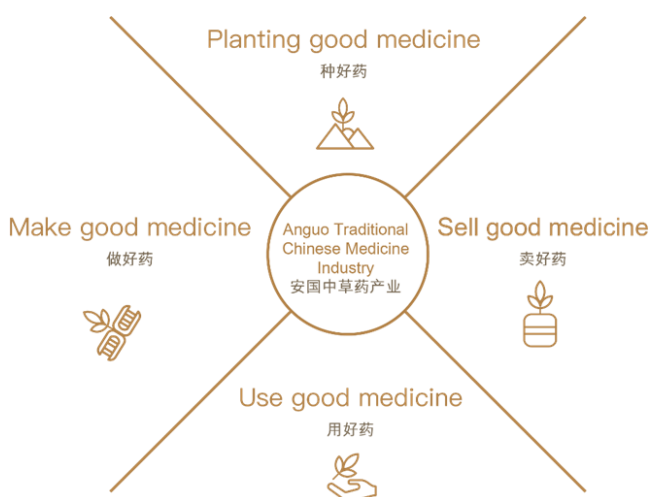 Planting good medicine
种好药
Make good medicine
做好药
Anguo Traditional
Chinese Medicine
Industry
安国中草药产业
Sell good medicine
卖好药
Use good medicine
用好药